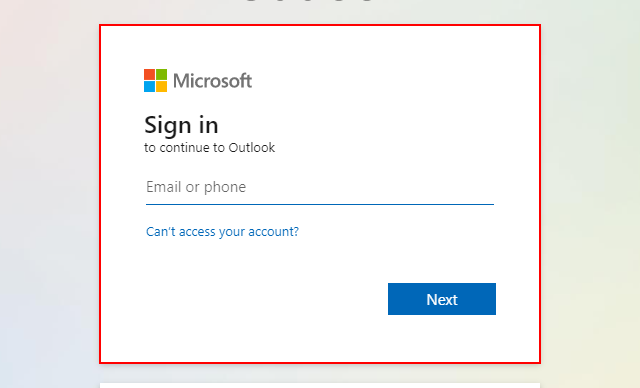 Microsoft
Sign in
to continue to Outlook
Email or phone
Can't access your account?
Next